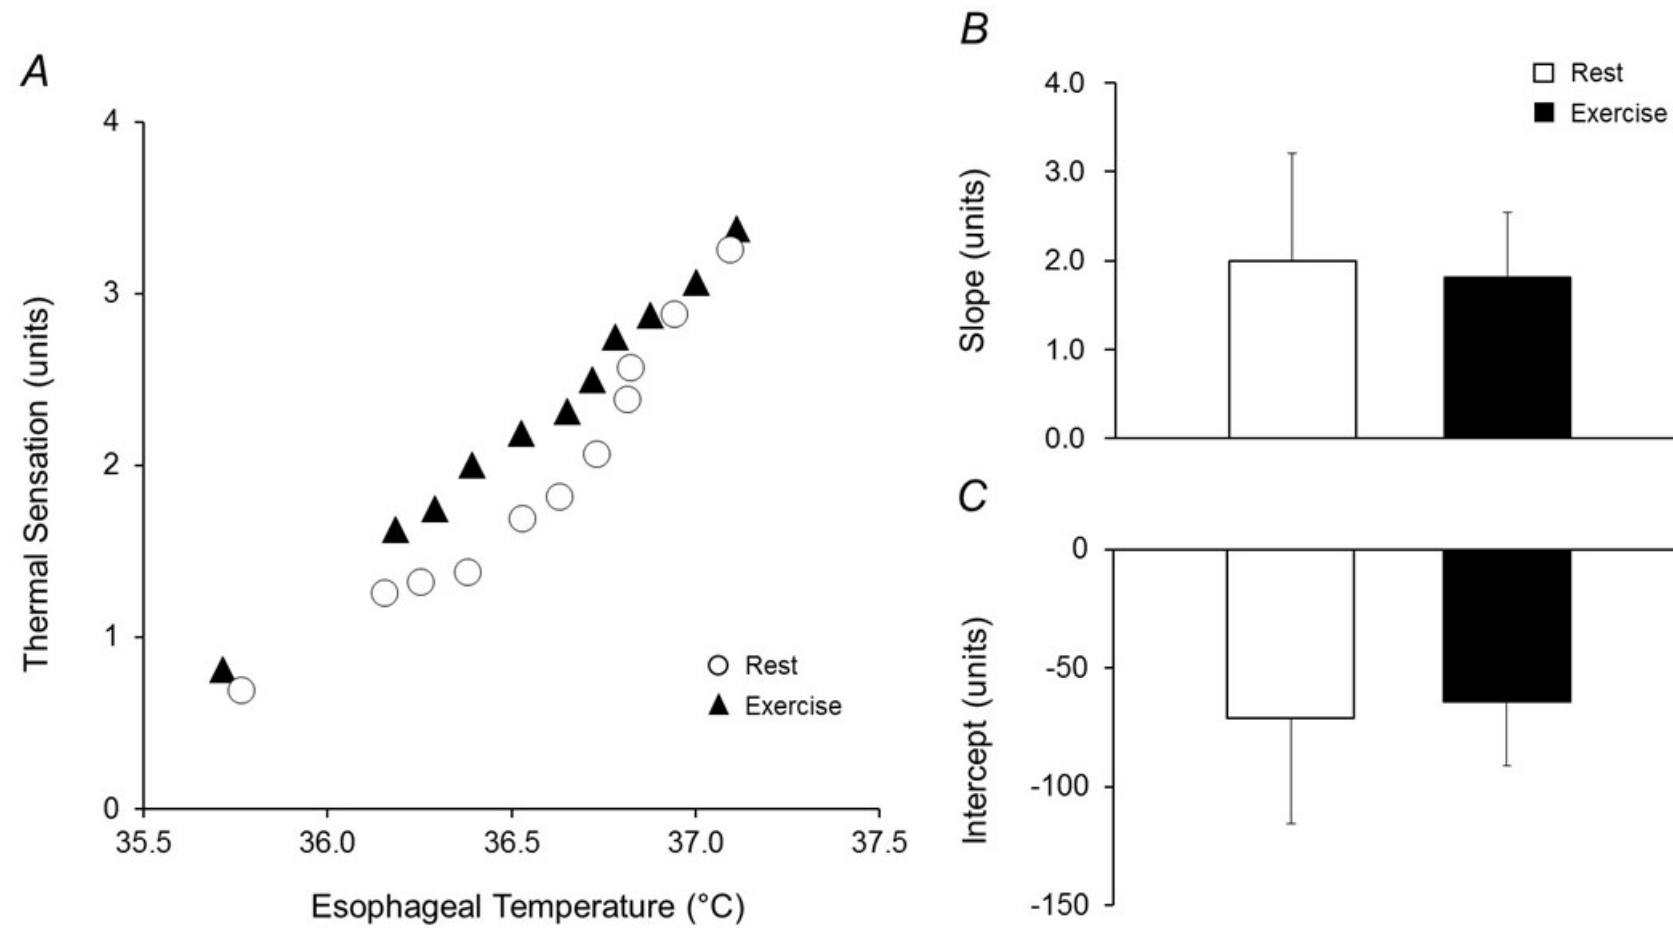 A
Thermal Sensation (units)
4
3
2
1
0
35.5 36.0 36.5 37.0 37.5
Esophageal Temperature (°C)
Rest
Exercise
B
Rest
Exercise
Slope (units)
4.0
3.0
2.0
1.0
0.0
C
Intercept (units)
0
-50
-100
-150